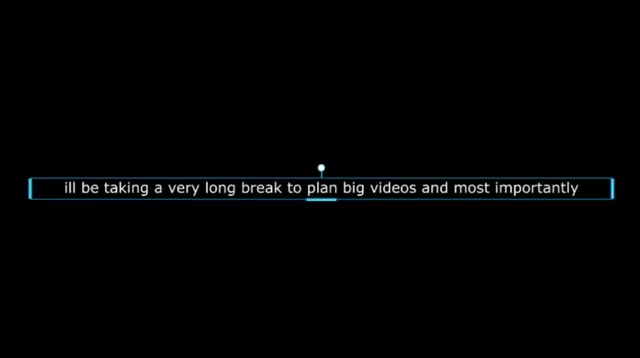 ill be taking a very long break to plan big videos and most importantly